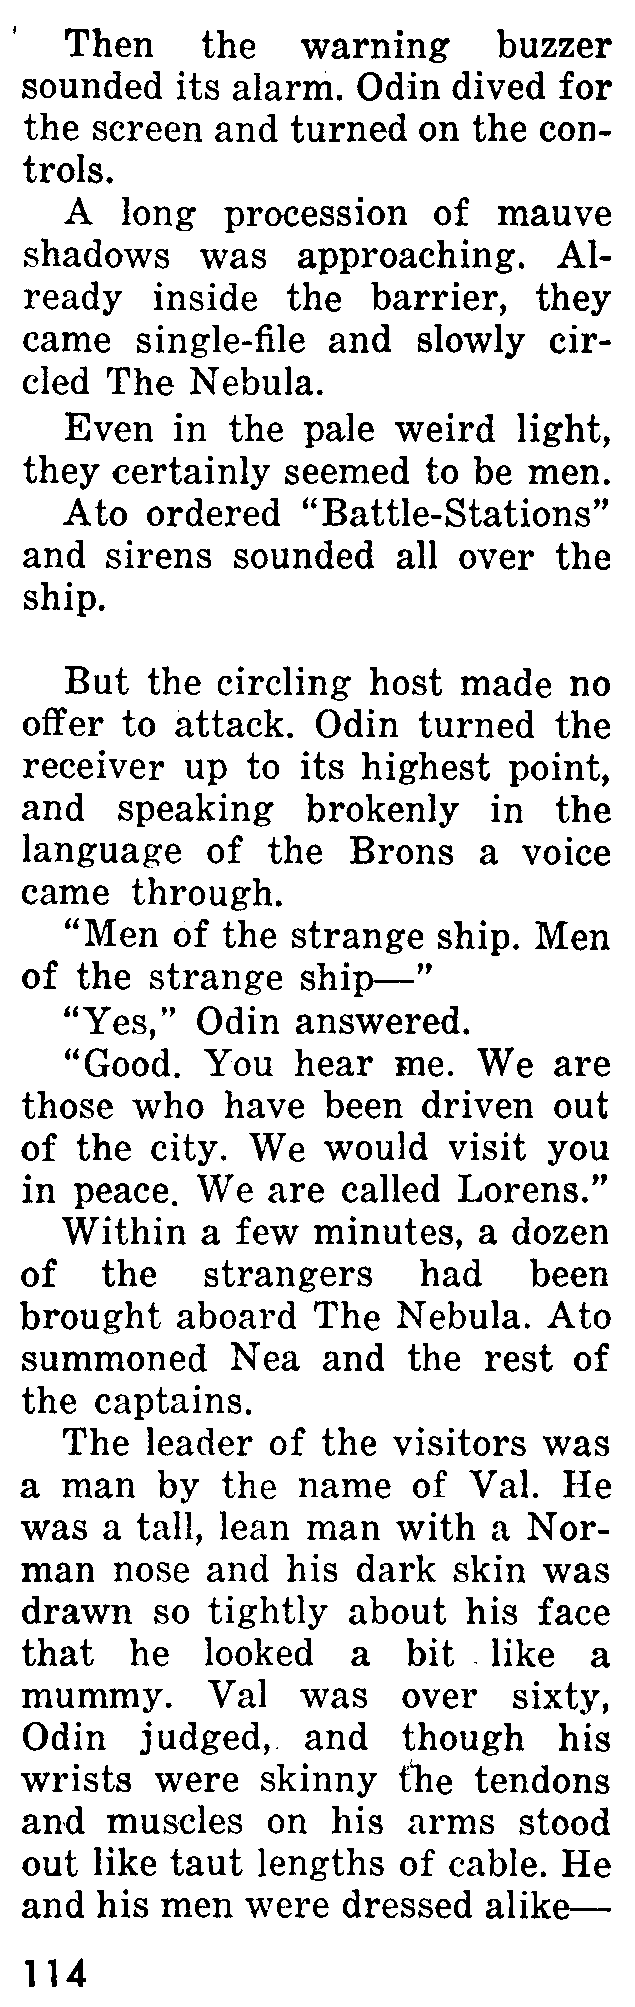 Then the warning buzzer
sounded its alarm. Odin dived for
the screen and turned on the con-
trols.
A long procession of mauve
shadows was approaching. Al-
ready inside the barrier, they
came single-file and slowly cir-
cled The Nebula.
Even in the pale weird light,
they certainly seemed to be men.
Ato ordered “Battle-Stations”
and sirens sounded all over the
ship.
But the circling host made no
offer to attack. Odin turned the
receiver up to its highest point,
and speaking brokenly in the
language of the Brons a voice
came through.
“Men of the strange ship. Men
of the strange ship—”
“Yes,” Odin answered.
“Good. You hear me. We are
those who have been driven out
of the city. We would visit you
in peace. We are called Lorens.”
Within a few minutes, a dozen
of the strangers had been
brought aboard The Nebula. Ato
summoned Nea and the rest of
the captains.
The leader of the visitors was
a man by the name of Val. He
was a tall, lean man with a Nor-
man nose and his dark skin was
drawn so tightly about his face
that he looked a bit like a
mummy. Val was over sixty,
Odin judged, and though his
wrists were skinny the tendons
and muscles on his arms stood
out like taut lengths of cable. He
and his men were dressed alike—
114